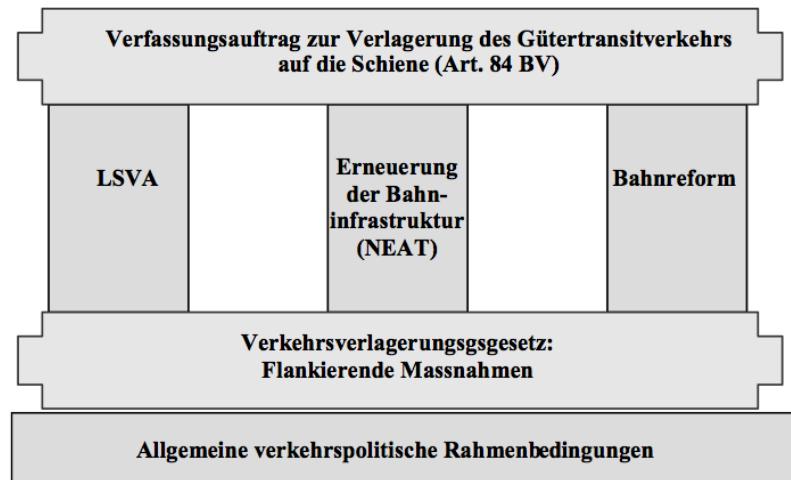 Verfassungsauftrag zur Verlagerung des Gütertransitverkehrs
auf die Schiene (Art. 84 BV)
LSVA
Erneuerung
der Bahn-
infrastruktur
(NEAT)
Bahnreform
Verkehrsverlagerungsgsgesetz:
Flankierende Massnahmen
Allgemeine verkehrspolitische Rahmenbedingungen